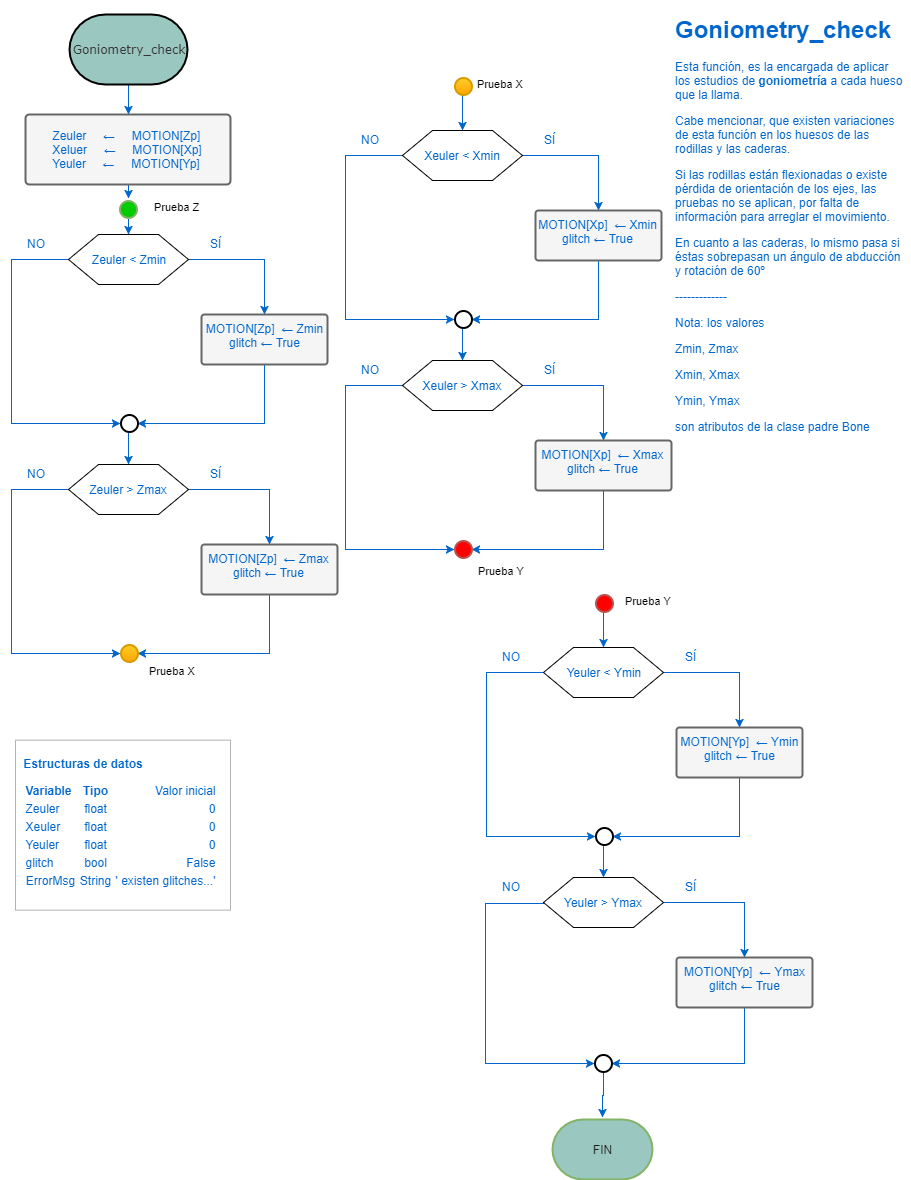 Goniometry_check
Zeuler ← MOTION[Zp]
Xeluer ← MOTION[Xp]
Yeuler ← MOTION[Yp]
Prueba Z
NO
SÍ
Zeuler < Zmin
MOTION[Zp] ← Zmin
glitch ← True
NO
SÍ
Zeuler > Zmax
MOTION[Zp] ← Zmax
glitch ← True
Prueba X
Prueba X
NO
SÍ
Xeuler < Xmin
MOTION[Xp] ← Xmin
glitch ← True
NO
SÍ
Xeuler > Xmax
MOTION[Xp] ← Xmax
glitch ← True
Prueba Y
Prueba Y
NO
SÍ
Yeuler < Ymin
MOTION[Yp] ← Ymin
glitch ← True
NO
SÍ
Yeuler > Ymax
MOTION[Yp] ← Ymax
glitch ← True
FIN
Goniometry_check
Esta función, es la encargada de aplicar
los estudios de goniometría a cada hueso
que la llama.
Cabe mencionar, que existen variaciones
de esta función en los huesos de las
rodillas y las caderas.
Si las rodillas están flexionadas o existe
pérdida de orientación de los ejes, las
pruebas no se aplican, por falta de
información para arreglar el movimiento.
En cuanto a las caderas, lo mismo pasa si
éstas sobrepasan un ángulo de abducción
y rotación de 60º
-------------
Nota: los valores
Zmin, Zmax
Xmin, Xmax
Ymin, Ymax
son atributos de la clase padre Bone
Estructuras de datos
Variable Tipo Valor inicial
Zeuler float 0
Xeuler float 0
Yeuler float 0
glitch bool False
ErrorMsg String ' existen glitches...'